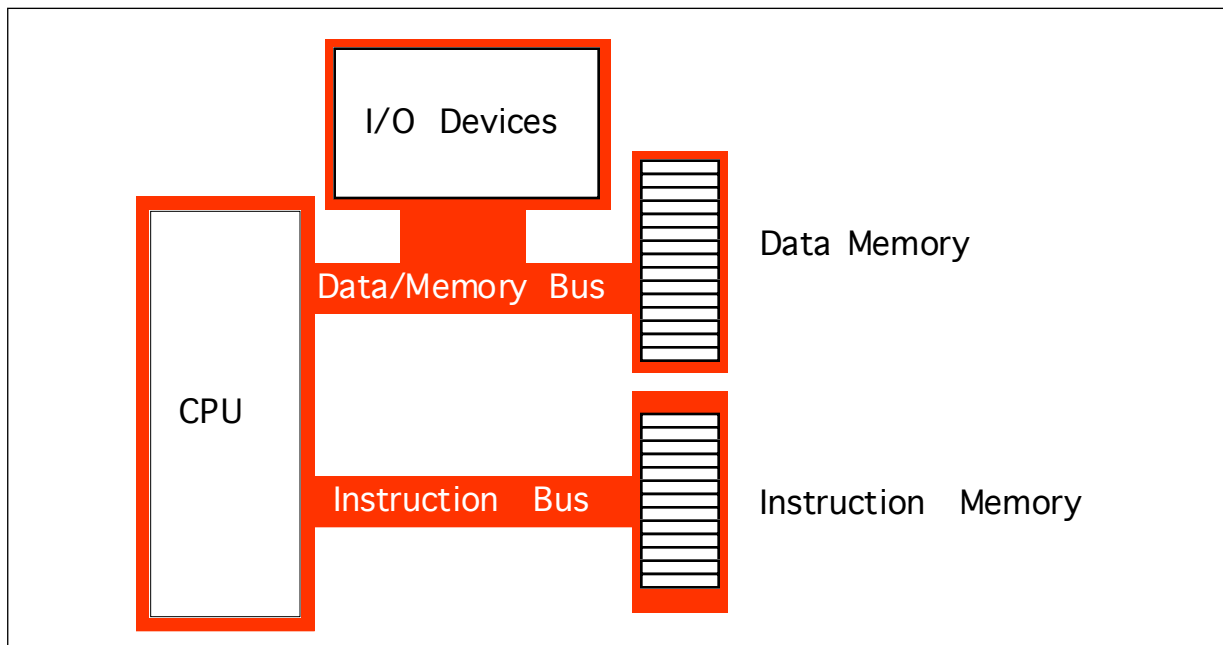 I/O Devices
Data Memory
Data/Memory Bus
CPU
Instruction Bus
Instruction Memory